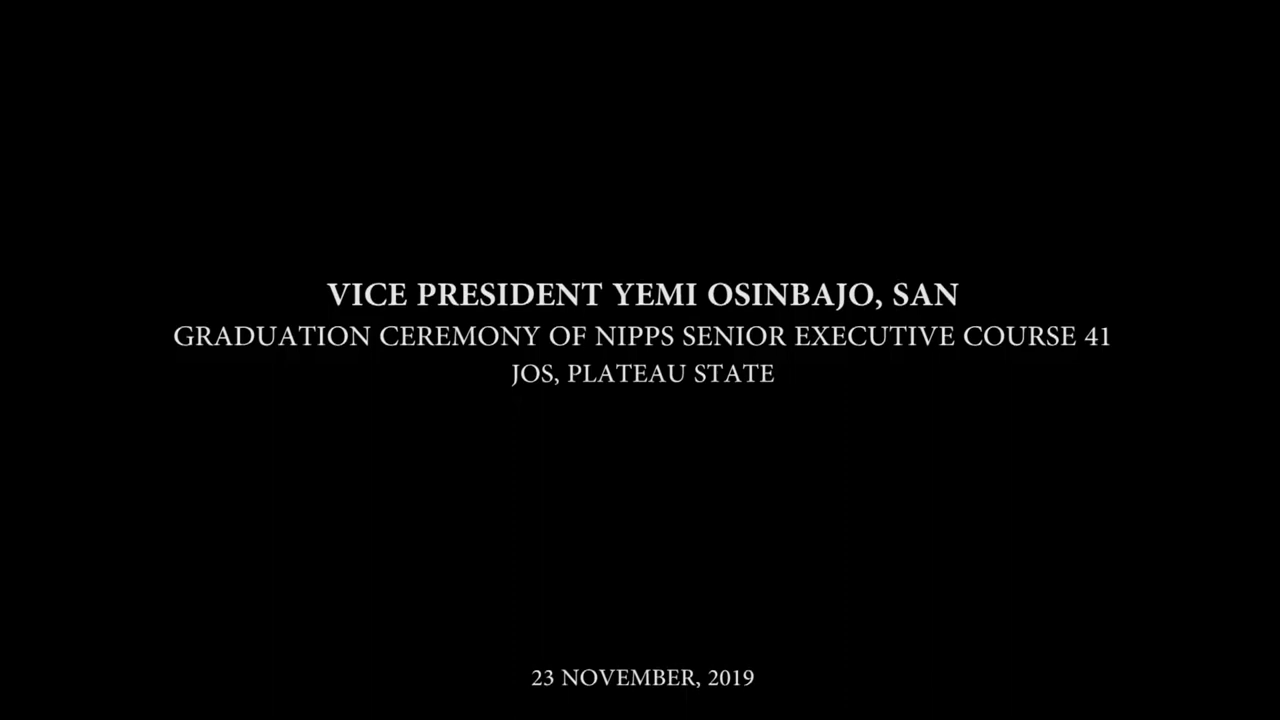 VICE PRESIDENT YEMI OSINBAJO, SAN
GRADUATION CEREMONY OF NIPPS SENIOR EXECUTIVE COURSE 41
JOS, PLATEAU STATE
23 NOVEMBER, 2019